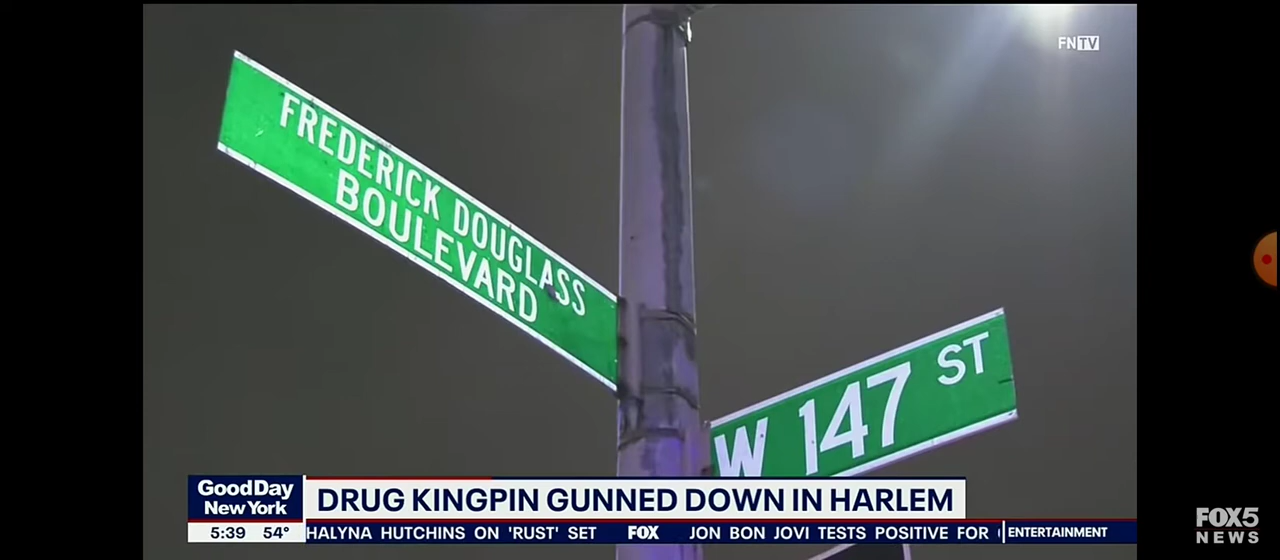 FNTV
FREDERICK DOUGLASS
BOULEVARD
W 147 ST
GoodDay
New York
DRUG KINGPIN GUNNED DOWN IN HARLEM
5:39 54° HALYNA HUTCHINS ON 'RUST' SET FOX JON BON JOVI TESTS POSITIVE FOR ENTERTAINMENT
FOX5
NEWS